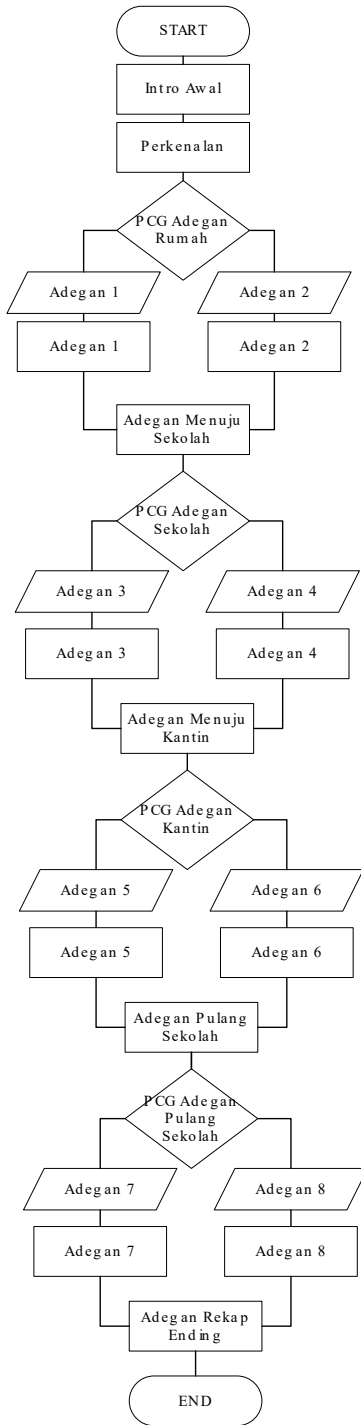 START
Intro Awal
Perkenalan
PCG Adegan
Rumah
Adegan 1
Adegan 2
Adegan 1
Adegan 2
Adegan Menuju
Sekolah
PCG Adegan
Sekolah
Adegan 3
Adegan 4
Adegan 3
Adegan 4
Adegan Menuju
Kantin
PCG Adegan
Kantin
Adegan 5
Adegan 6
Adegan 5
Adegan 6
Adegan Pulang
Sekolah
PCG Adegan
Pulang
Sekolah
Adegan 7
Adegan 8
Adegan 7
Adegan 8
Adegan Rekap
Ending
END